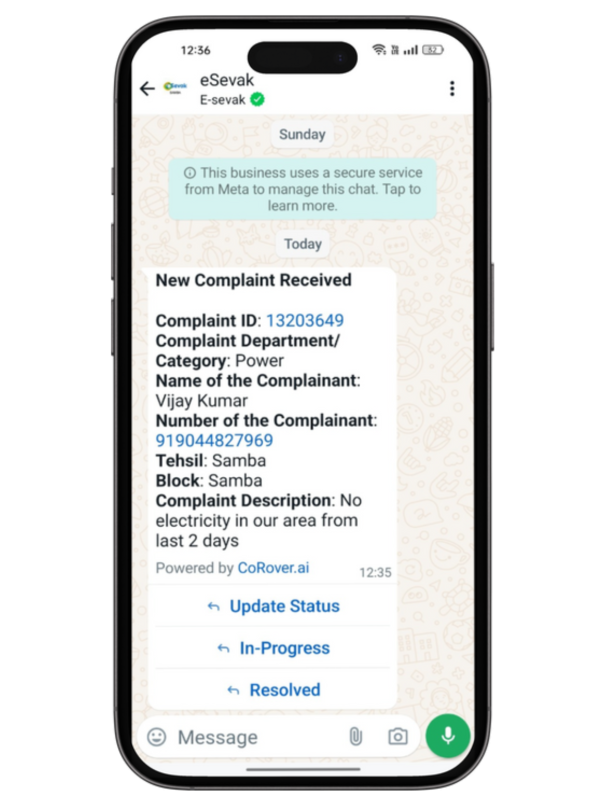 12:36
82
eSevak
E-sevak
Sunday
This business uses a secure service
from Meta to manage this chat. Tap to
learn more.
Today
New Complaint Received
Complaint ID: 13203649
Complaint Department/
Category: Power
Name of the Complainant:
Vijay Kumar
Number of the Complainant:
919044827969
Tehsil: Samba
Block: Samba
Complaint Description: No
electricity in our area from
last 2 days
Powered by CoRover.ai
12:35
Update Status
In-Progress
Resolved
Message